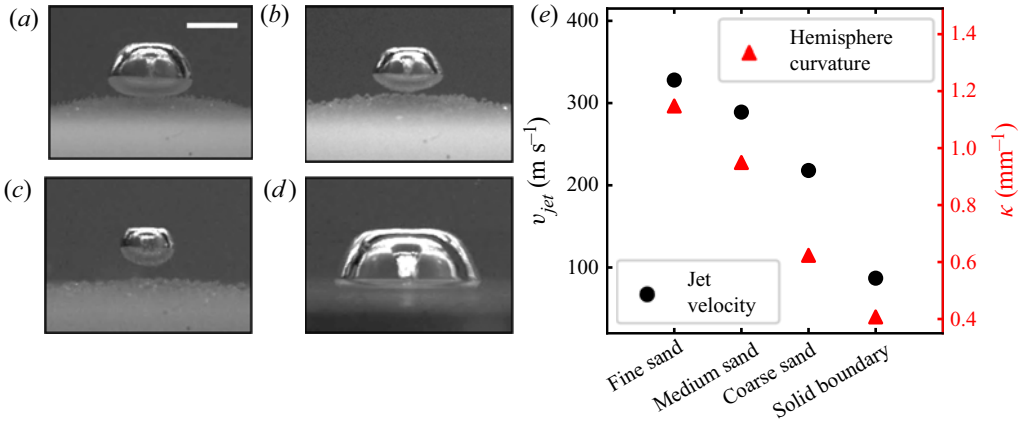 (a)
(b)
(c)
(d)
(e)
400
300
200
100
v_jet (m s⁻¹)
Hemisphere
curvature
Jet
velocity
1.4
1.2
1.0
0.8
0.6
0.4
κ (mm⁻¹)
Fine sand
Medium sand
Coarse sand
Solid boundary